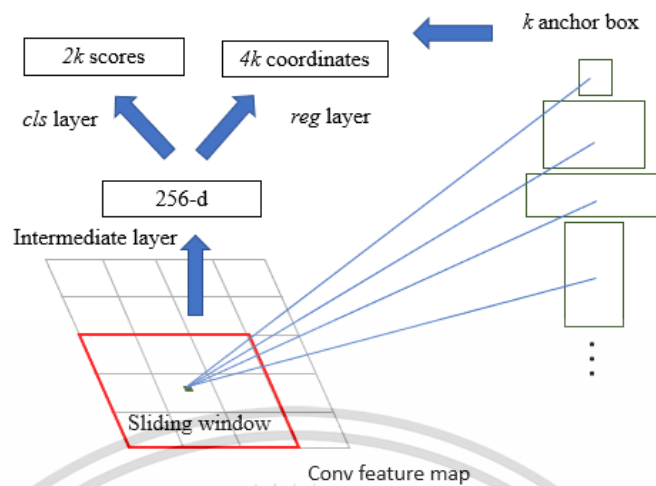 k anchor box
2k scores
4k coordinates
cls layer
reg layer
256-d
Intermediate layer
Sliding window
Conv feature map